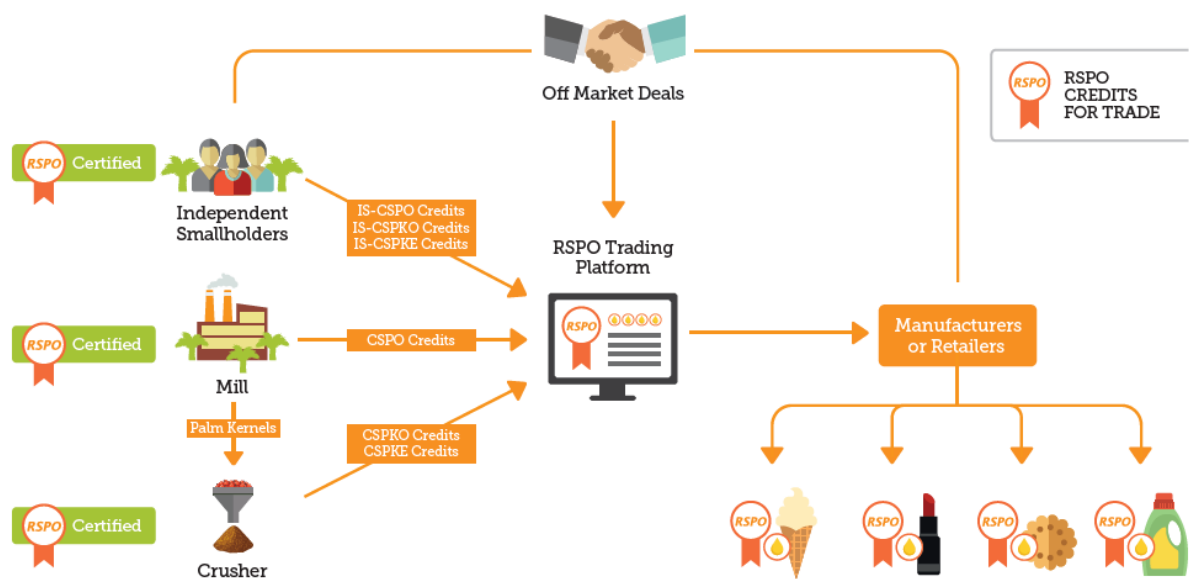 Off Market Deals
RSPO
RSPO
CREDITS
FOR TRADE
RSPO
Certified
Independent
Smallholders
IS-CSPO Credits
IS-CSPKO Credits
IS-CSPKE Credits
RSPO Trading
Platform
RSPO
RSPO
Certified
Mill
CSPO Credits
Manufacturers
or Retailers
Palm Kernels
CSPKO Credits
CSPKE Credits
RSPO
Certified
Crusher
RSPO
RSPO
RSPO
RSPO